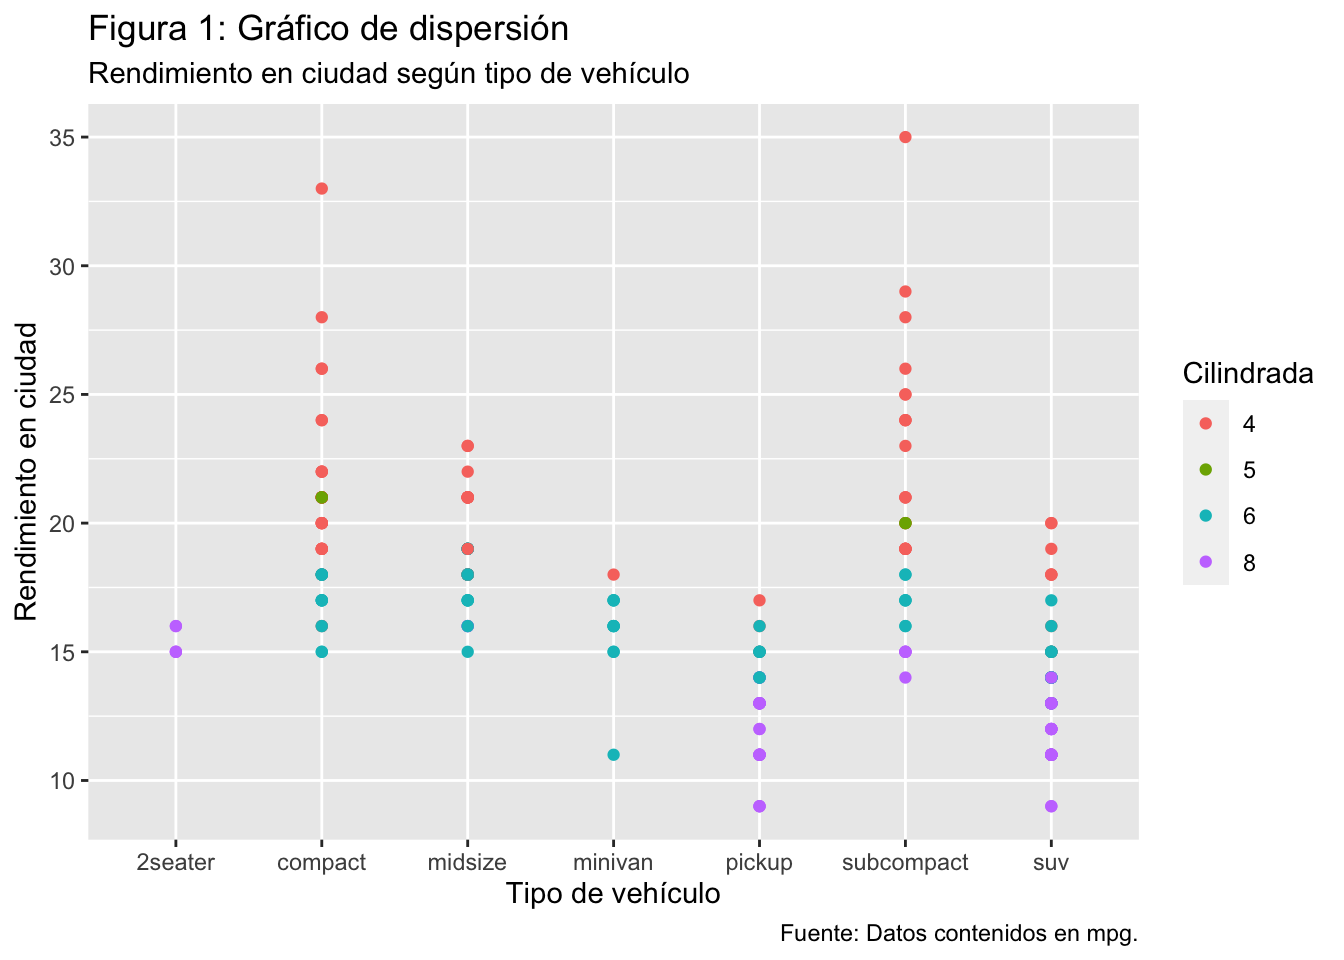 Figura 1: Gráfico de dispersión
Rendimiento en ciudad según tipo de vehículo
Rendimiento en ciudad
35
30
25
20
15
10
2seater compact midsize minivan pickup subcompact suv
Tipo de vehículo
Cilindrada
4
5
6
8
Fuente: Datos contenidos en mpg.